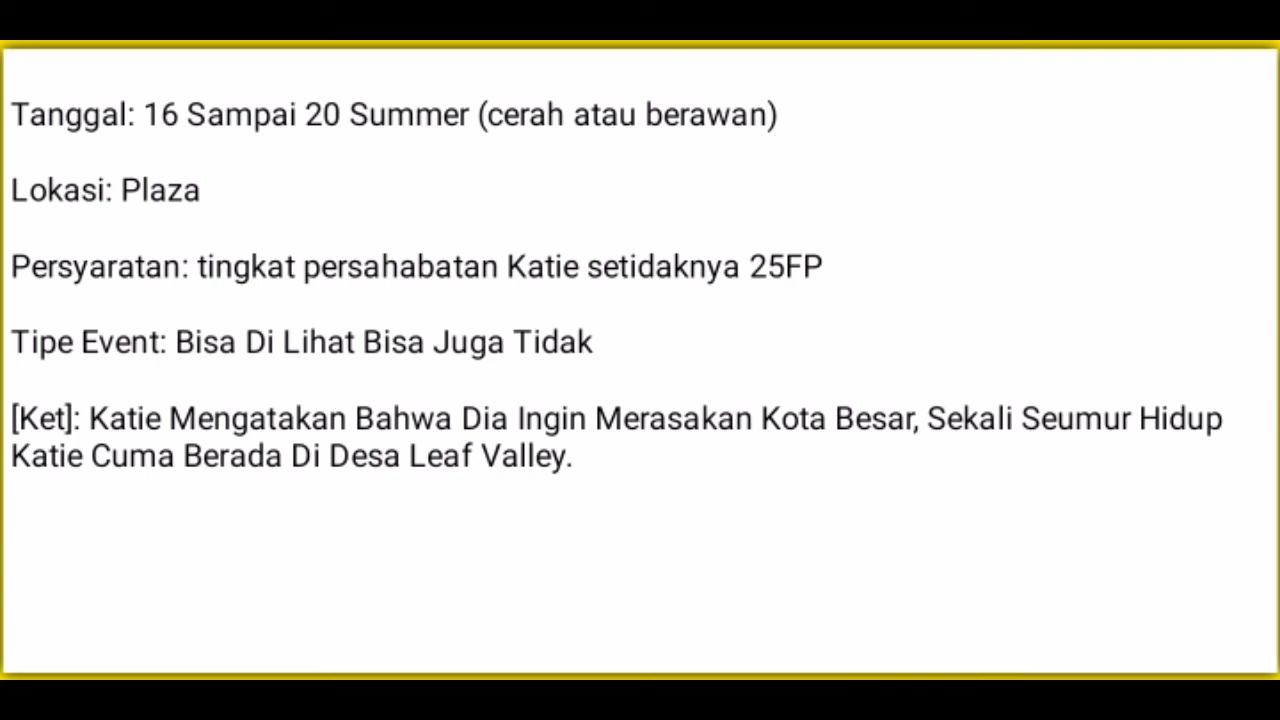 Tanggal: 16 Sampai 20 Summer (cerah atau berawan)
Lokasi: Plaza
Persyaratan: tingkat persahabatan Katie setidaknya 25FP
Tipe Event: Bisa Di Lihat Bisa Juga Tidak
[Ket]: Katie Mengatakan Bahwa Dia Ingin Merasakan Kota Besar, Sekali Seumur Hidup
Katie Cuma Berada Di Desa Leaf Valley.